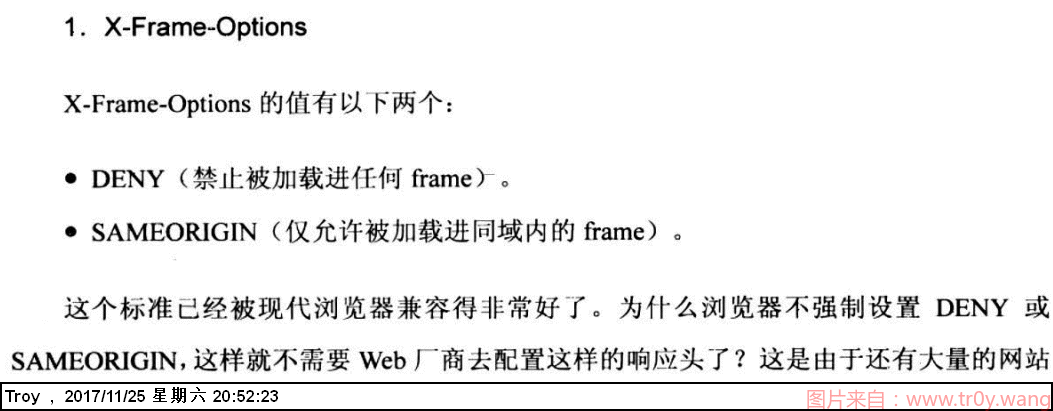 1. X-Frame-Options
X-Frame-Options 的值有以下两个：
● DENY（禁止被加载进任何 frame）。
● SAMEORIGIN（仅允许被加载进同域内的 frame）。
这个标准已经被现代浏览器兼容得非常好了。为什么浏览器不强制设置 DENY 或
SAMEORIGIN，这样就不需要 Web 厂商去配置这样的响应头了？这是由于还有大量的网站
Troy , 2017/11/25 星期六 20:52:23
图片来自：www.tr0y.wang